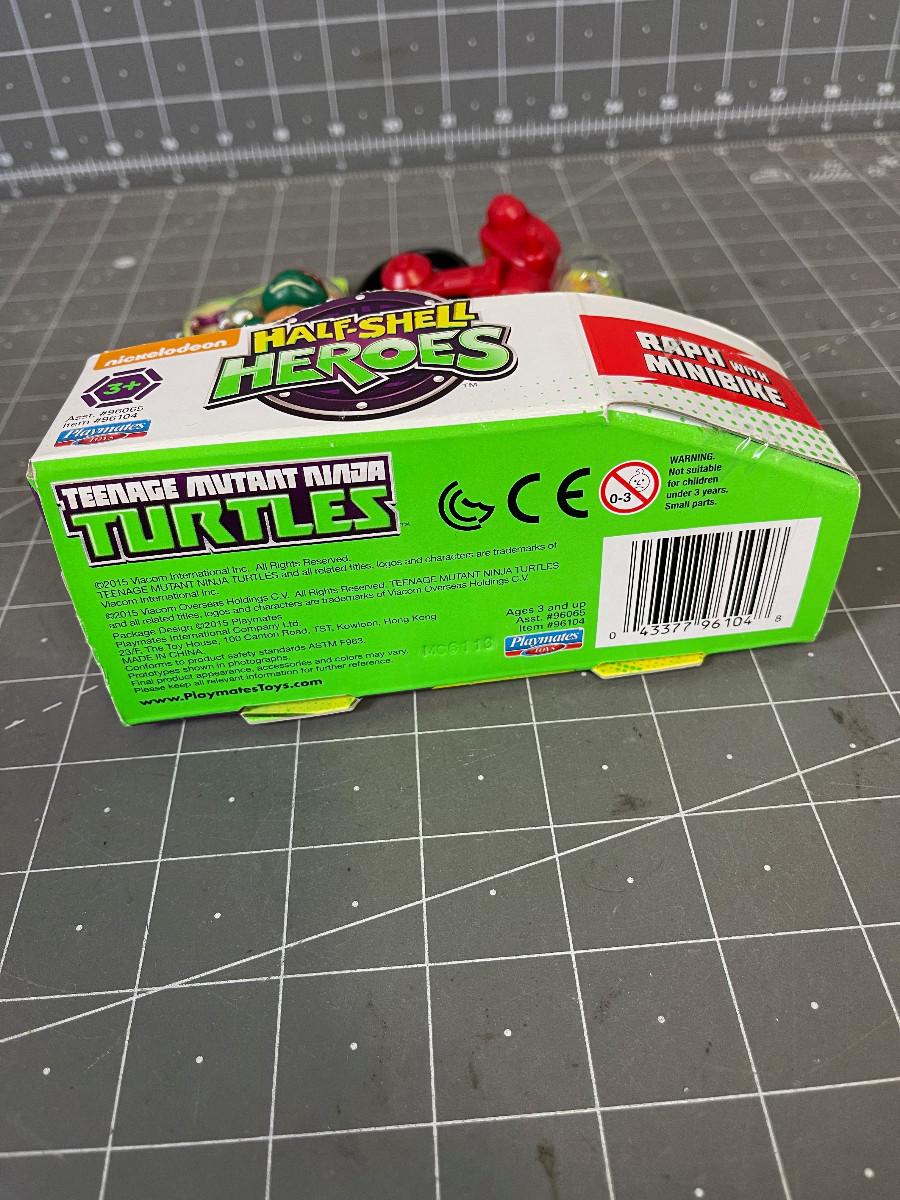 nickelodeon
HALF-SHELL
HEROES™
3+
Asst. #96065
Item #96104
Playmates
TOYS
RAPH WITH
MINIBIKE
TEENAGE MUTANT NINJA
TURTLES™
CE
0-3
WARNING.
Not suitable
for children
under 3 years.
Small parts.
©2015 Viacom International Inc. All Rights Reserved.
TEENAGE MUTANT NINJA TURTLES and all related titles, logos and characters are trademarks of
Viacom International Inc.
©2015 Viacom Overseas Holdings C.V. All Rights Reserved. TEENAGE MUTANT NINJA TURTLES
and all related titles, logos and characters are trademarks of Viacom Overseas Holdings C.V.
Package Design ©2015 Playmates
Playmates International Company Ltd.
23/F, The Toy House, 100 Canton Road, TST, Kowloon, Hong Kong
MADE IN CHINA.
Conforms to product safety standards ASTM F963.
Prototypes shown in photographs.
Final product appearance, accessories and colors may vary.
Please keep all relevant information for further reference.
www.PlaymatesToys.com
Ages 3 and up
Asst. #96065
Item #96104
Playmates
TOYS
0 43377 96104 8